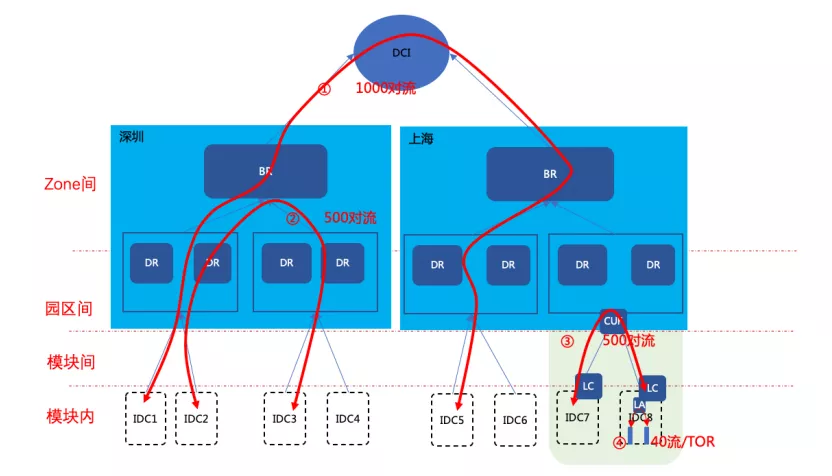 DCI
① 1000对流
深圳
上海
BR
BR
Zone间
② 500对流
DR
DR
DR
DR
DR
DR
DR
DR
园区间
CUF
③ 500对流
模块间
LC
LC
模块内
IDC1
IDC2
IDC3
IDC4
IDC5
IDC6
IDC7
LA
IDC8
④ 40流/TOR